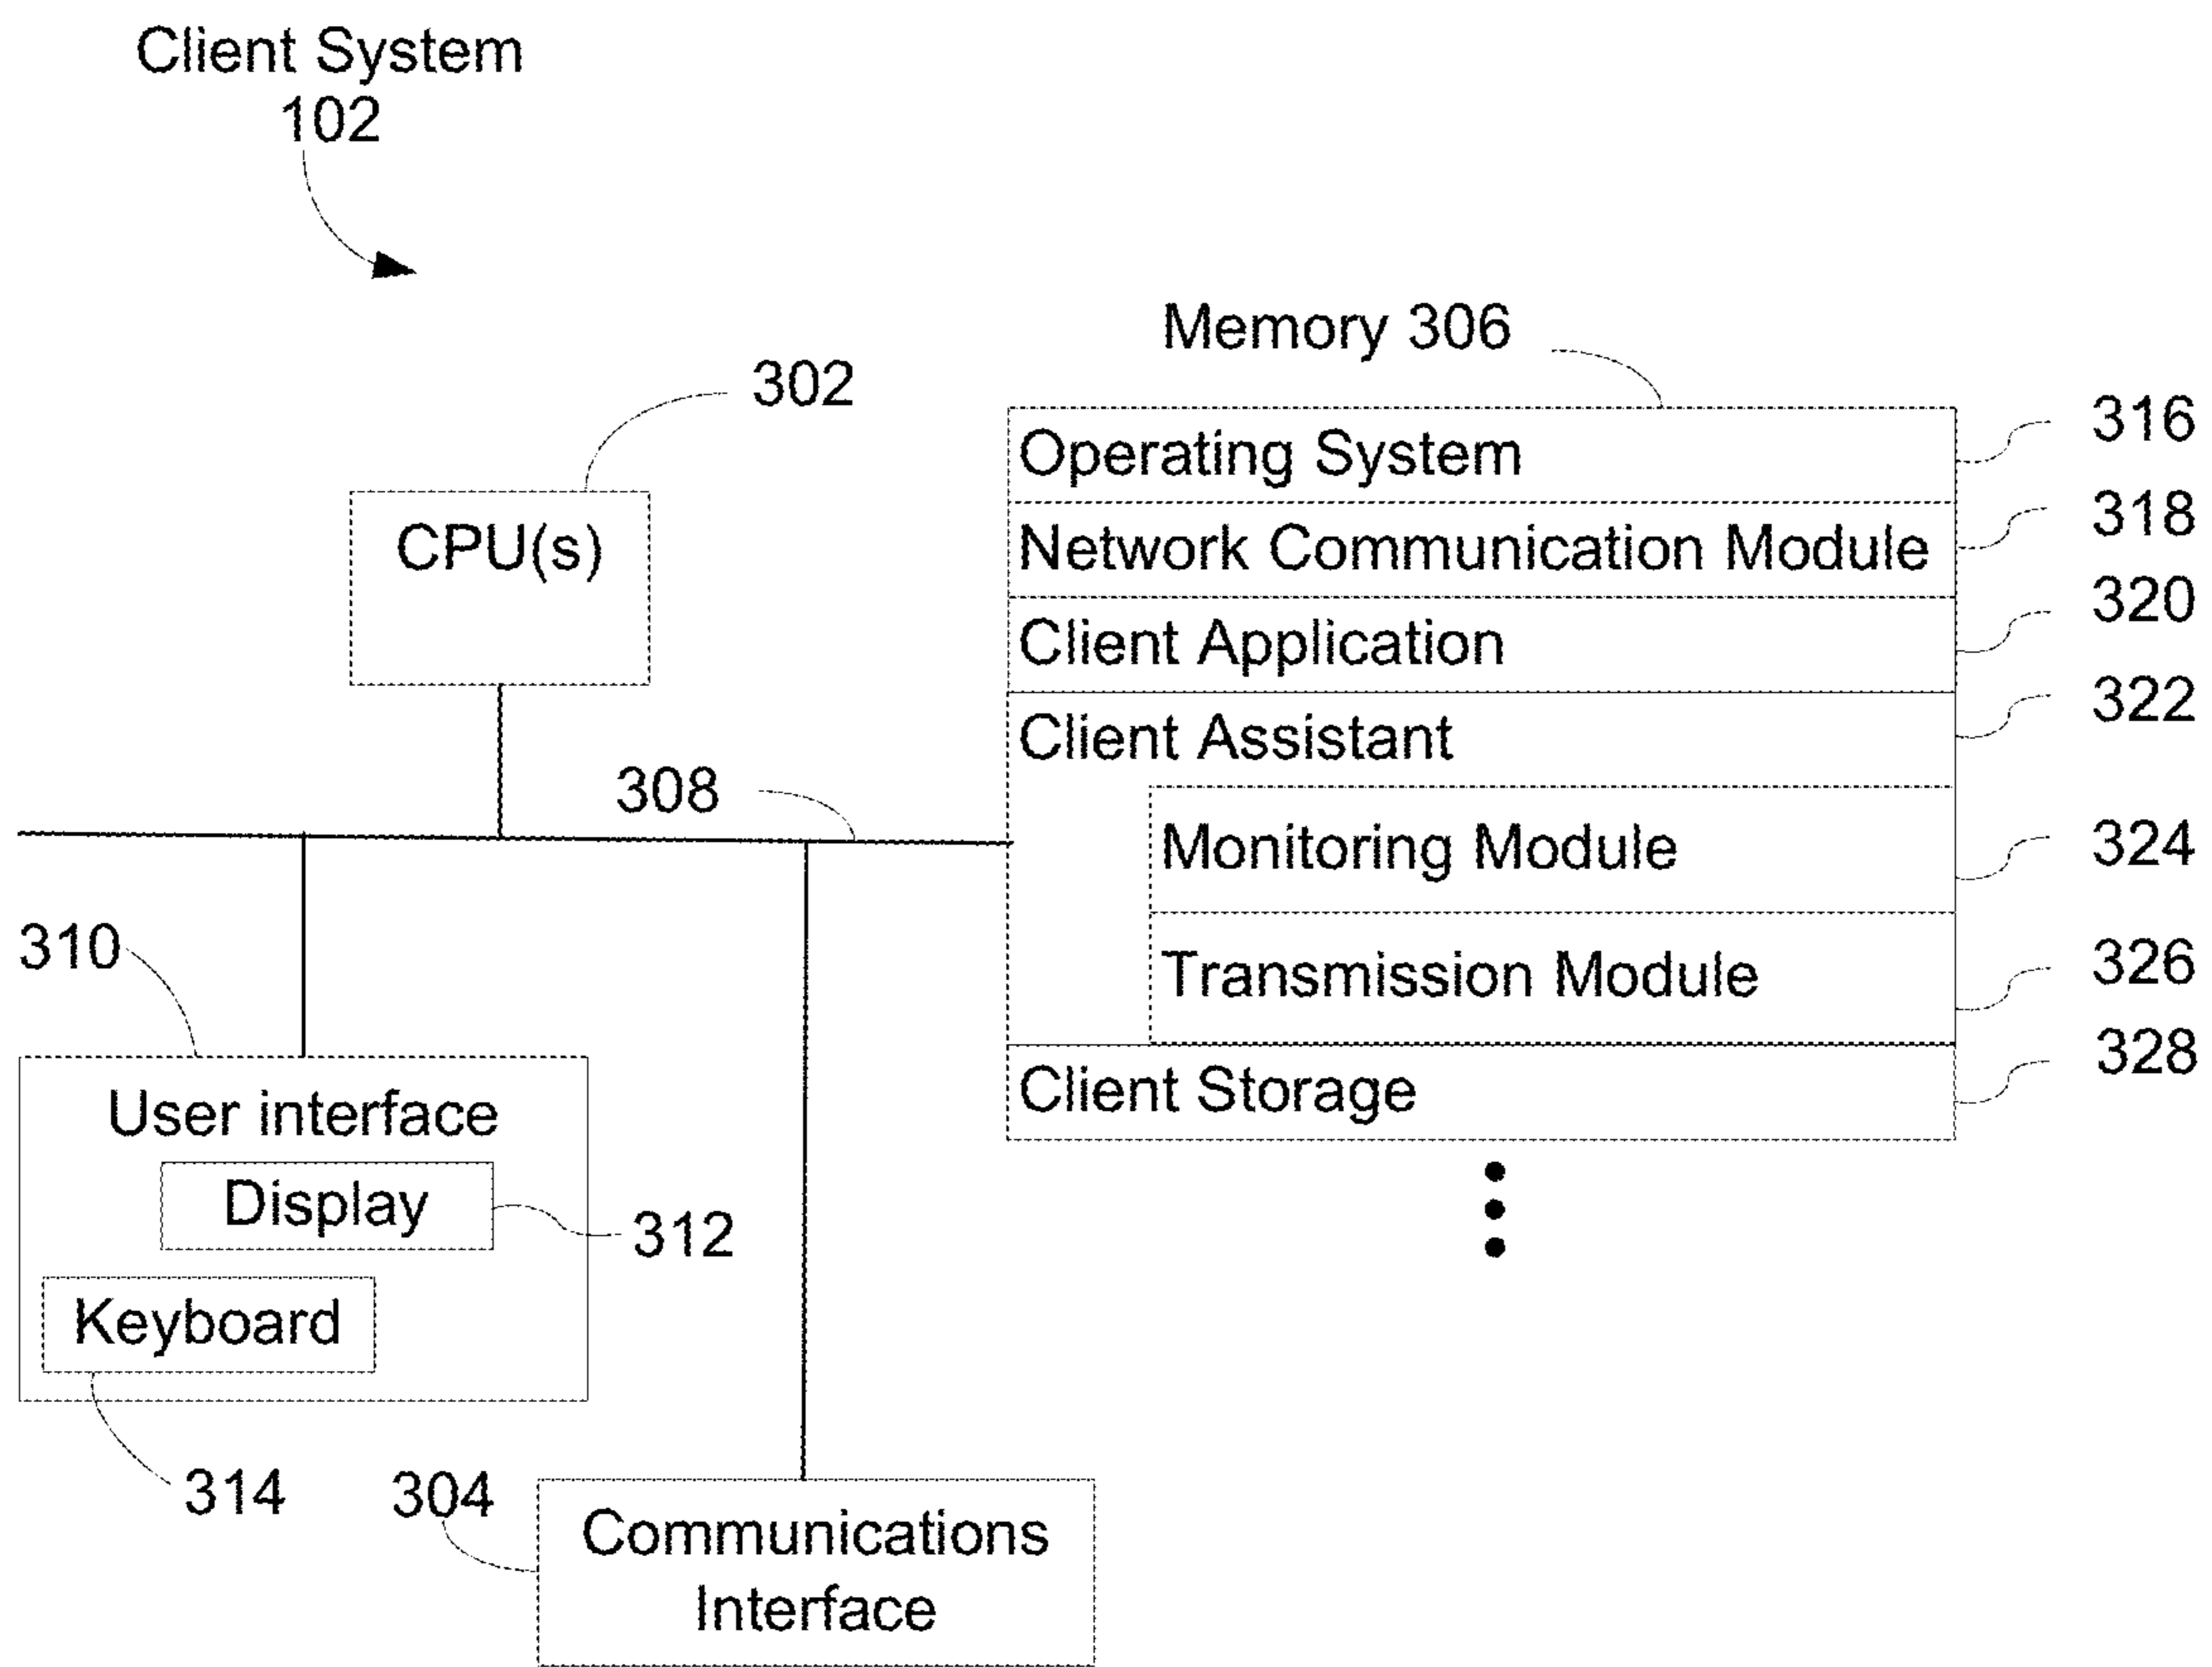 Client System
102
Memory 306
302
316
Operating System
318
CPU(s)
Network Communication Module
320
Client Application
322
Client Assistant
308
Monitoring Module
324
310
Transmission Module
326
328
User interface
Client Storage
Display
312
Keyboard
314
304
Communications
Interface